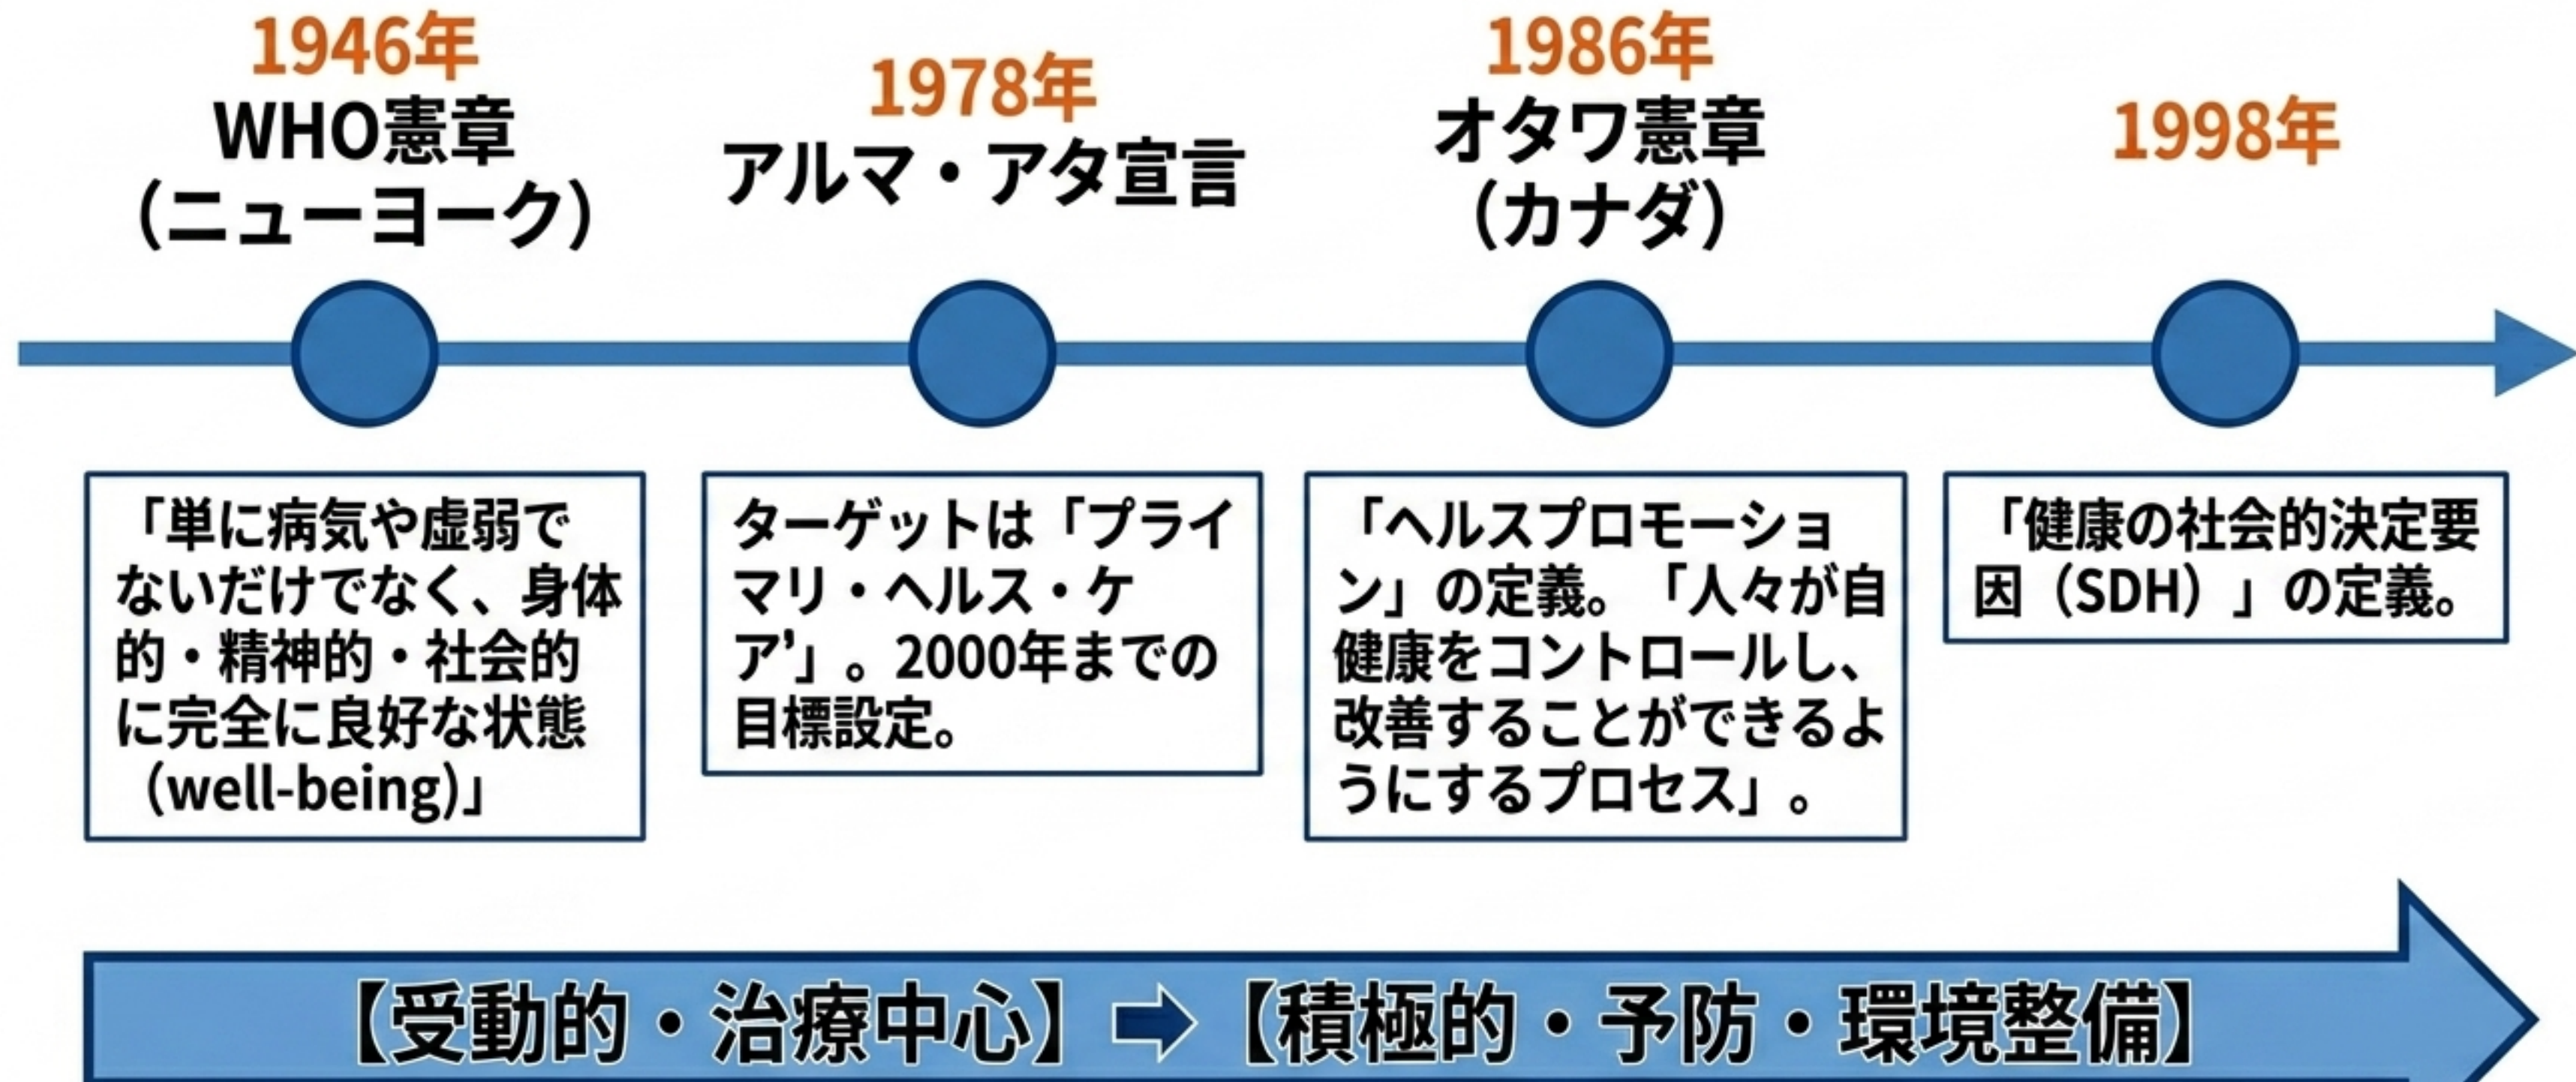 1946年
WHO憲章
（ニューヨーク）
1978年
アルマ・アタ宣言
1986年
オタワ憲章
（カナダ）
1998年
「単に病気や虚弱で
ないだけでなく、身体
的・精神的・社会的
に完全に良好な状態
（well-being)」
ターゲットは「プライ
マリ・ヘルス・ケ
ア’」。2000年までの
目標設定。
「ヘルスプロモーショ
ン」の定義。「人々が自
健康をコントロールし、
改善することができるよ
うにするプロセス」。
「健康の社会的決定要
因（SDH）」の定義。
【受動的・治療中心】➡【積極的・予防・環境整備】